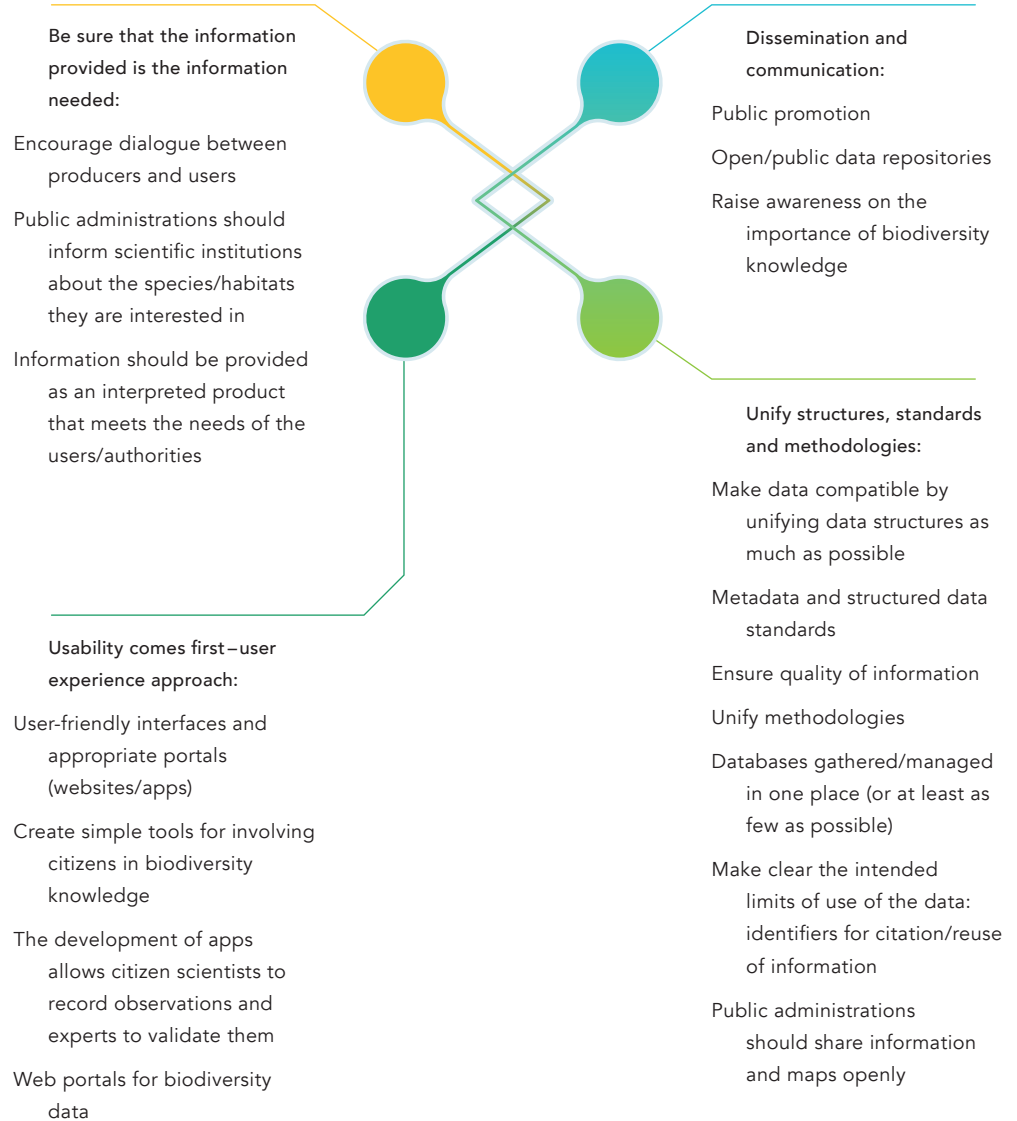 Be sure that the information
provided is the information
needed:
Encourage dialogue between
producers and users
Public administrations should
inform scientific institutions
about the species/habitats
they are interested in
Information should be provided
as an interpreted product
that meets the needs of the
users/authorities
Dissemination and
communication:
Public promotion
Open/public data repositories
Raise awareness on the
importance of biodiversity
knowledge
Usability comes first–user
experience approach:
User-friendly interfaces and
appropriate portals
(websites/apps)
Create simple tools for involving
citizens in biodiversity
knowledge
The development of apps
allows citizen scientists to
record observations and
experts to validate them
Web portals for biodiversity
data
Unify structures, standards
and methodologies:
Make data compatible by
unifying data structures as
much as possible
Metadata and structured data
standards
Ensure quality of information
Unify methodologies
Databases gathered/managed
in one place (or at least as
few as possible)
Make clear the intended
limits of use of the data:
identifiers for citation/reuse
of information
Public administrations
should share information
and maps openly